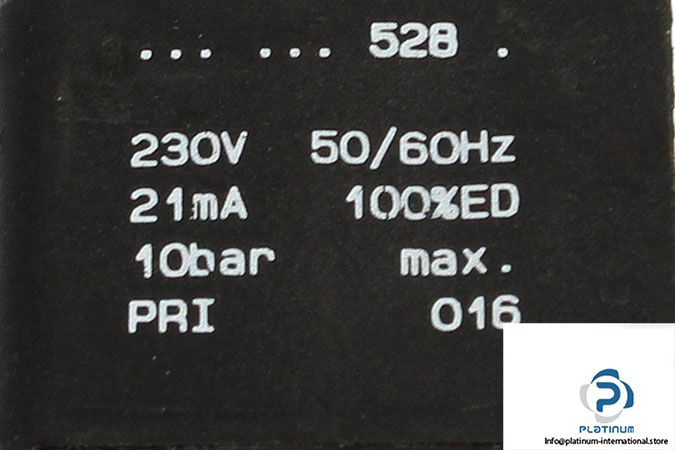 ... ... 528 .
230V 50/60Hz
21mA 100%ED
10bar max.
PRI 016
PLATINUM
Info@platinum-international.store